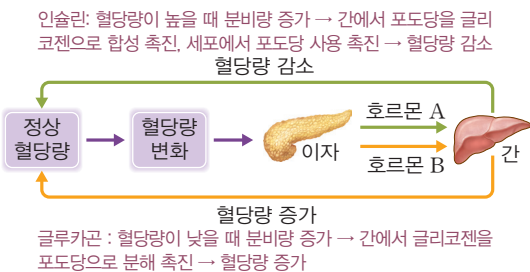 인슐린: 혈당량이 높을 때 분비량 증가 → 간에서 포도당을 글리
코젠으로 합성 촉진, 세포에서 포도당 사용 촉진 → 혈당량 감소
혈당량 감소
정상
혈당량
혈당량
변화
이자
호르몬 A
호르몬 B
간
혈당량 증가
글루카곤 : 혈당량이 낮을 때 분비량 증가 → 간에서 글리코젠을
포도당으로 분해 촉진 → 혈당량 증가